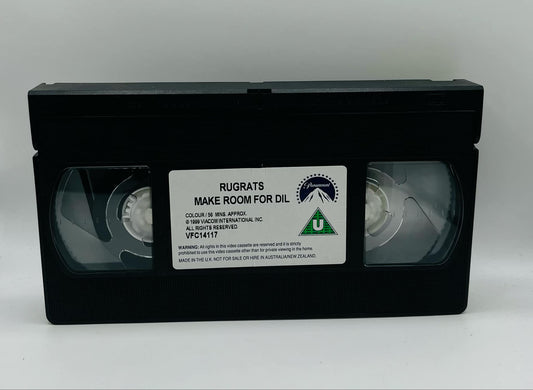 RUGRATS
MAKE ROOM FOR DIL
Paramount
COLOUR / 56 MINS. APPROX.
© 1999 VIACOM INTERNATIONAL INC.
ALL RIGHTS RESERVED.
VFC14117
U
WARNING: All rights in this video cassette are reserved and it is strictly
prohibited to use this video cassette other than for private viewing in the home.
MADE IN THE U.K. NOT FOR SALE OR HIRE IN AUSTRALIA/NEW ZEALAND.